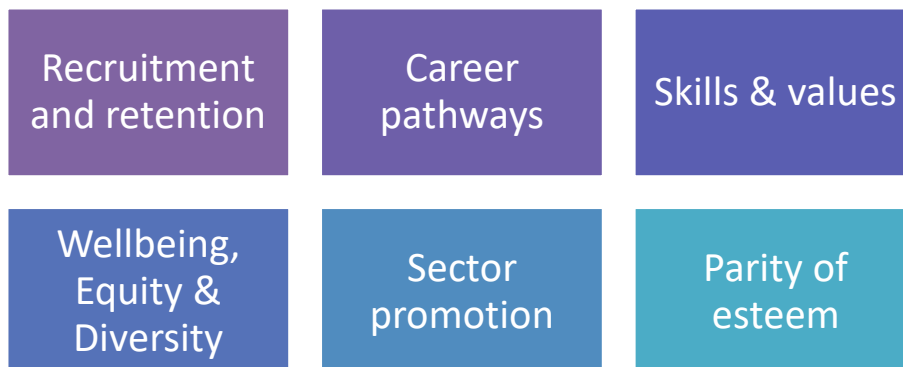 Recruitment
and retention
Career
pathways
Skills & values
Wellbeing,
Equity &
Diversity
Sector
promotion
Parity of
esteem